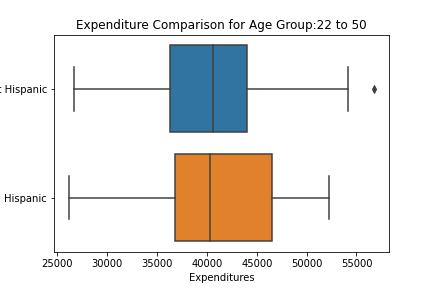 Expenditure Comparison for Age Group:22 to 50
Hispanic
Hispanic
25000 30000 35000 40000 45000 50000 55000
Expenditures